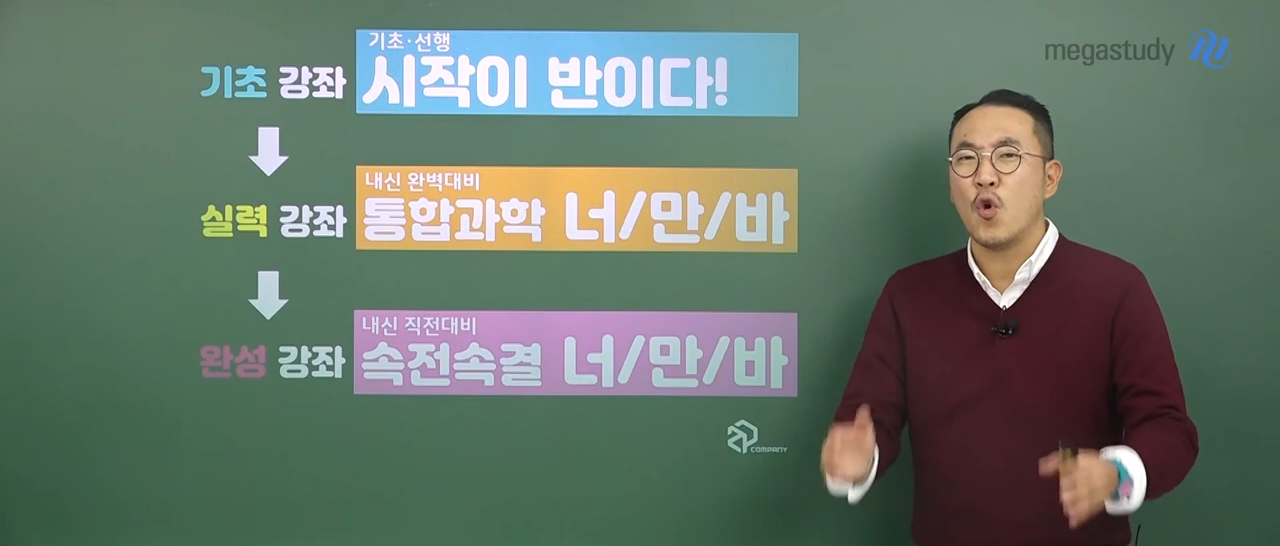 megastudy
기초·선행
기초 강좌 시작이 반이다!
내신 완벽대비
실력 강좌 통합과학 너/만/바
내신 직전대비
완성 강좌 속전속결 너/만/바
2P COMPANY